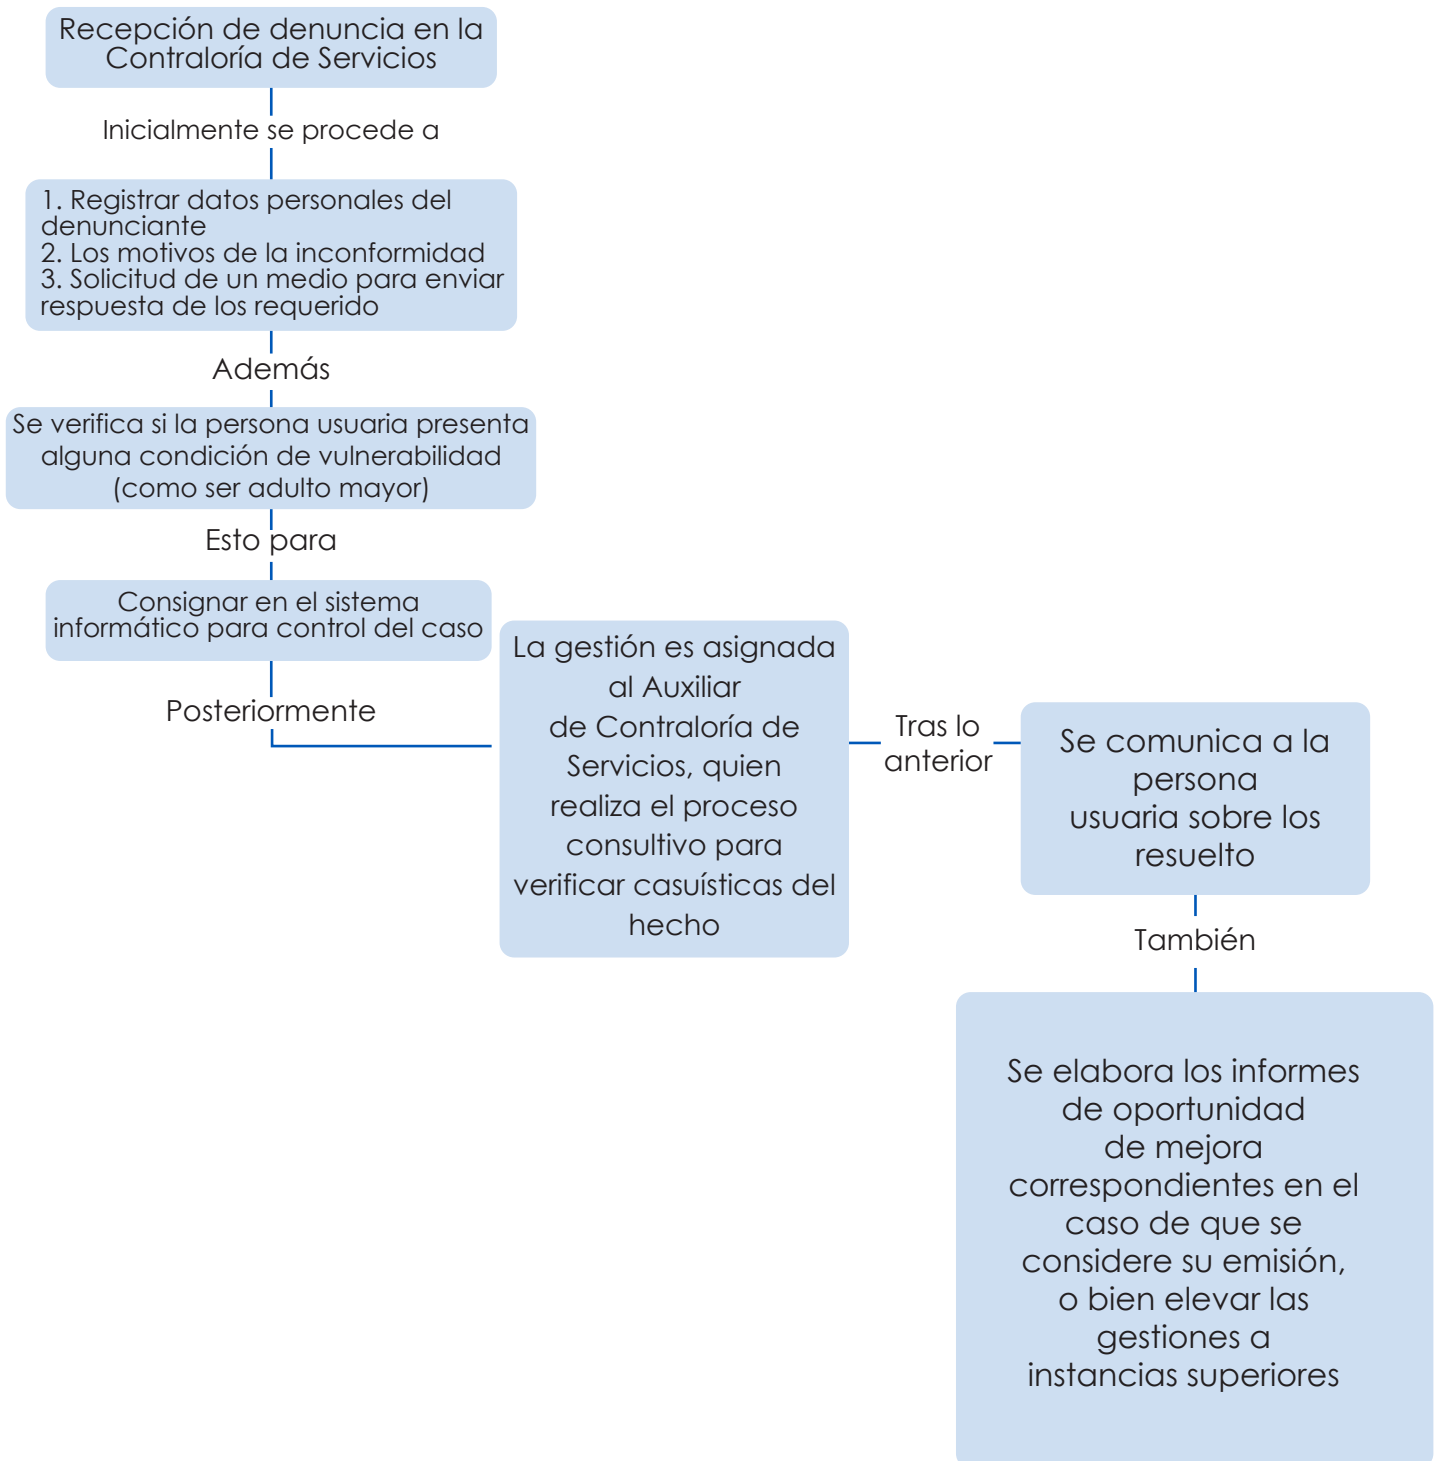 Recepción de denuncia en la
Contraloría de Servicios
Inicialmente se procede a
1. Registrar datos personales del
denunciante
2. Los motivos de la inconformidad
3. Solicitud de un medio para enviar
respuesta de los requerido
Además
Se verifica si la persona usuaria presenta
alguna condición de vulnerabilidad
(como ser adulto mayor)
Esto para
Consignar en el sistema
informático para control del caso
Posteriormente
La gestión es asignada
al Auxiliar
de Contraloría de
Servicios, quien
realiza el proceso
consultivo para
verificar casuísticas del
hecho
Tras lo
anterior
Se comunica a la
persona
usuaria sobre los
resuelto
También
Se elabora los informes
de oportunidad
de mejora
correspondientes en el
caso de que se
considere su emisión,
o bien elevar las
gestiones a
instancias superiores